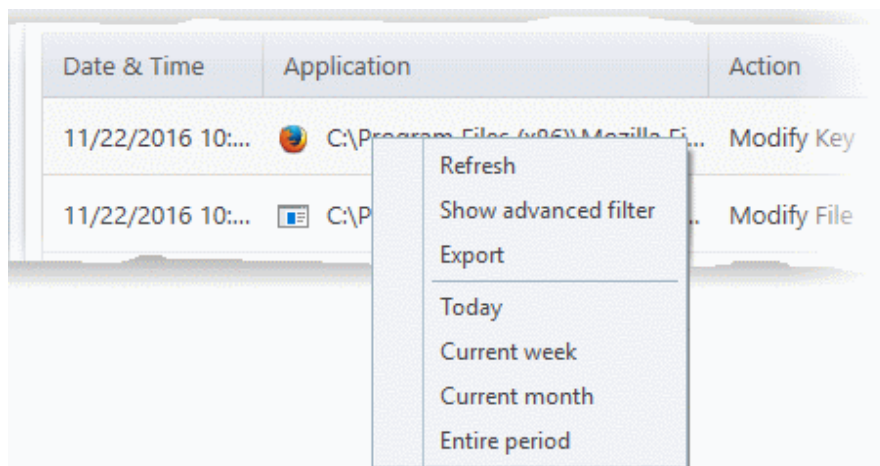 Date & Time Application Action
11/22/2016 10:... C:\Program Files (x86)\Mozilla Fi... Modify Key
Refresh
11/22/2016 10:... C:\P Show advanced filter .. Modify File
Export
Today
Current week
Current month
Entire period